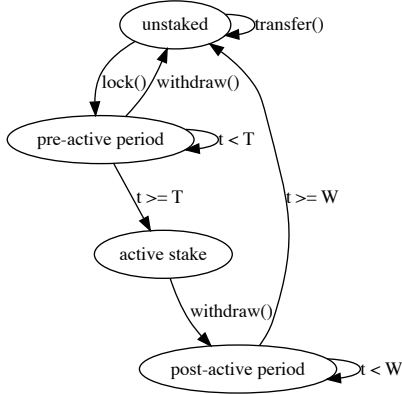 unstaked
transfer()
lock()
withdraw()
pre-active period
t < T
t >= T
t >= W
active stake
withdraw()
post-active period
t < W